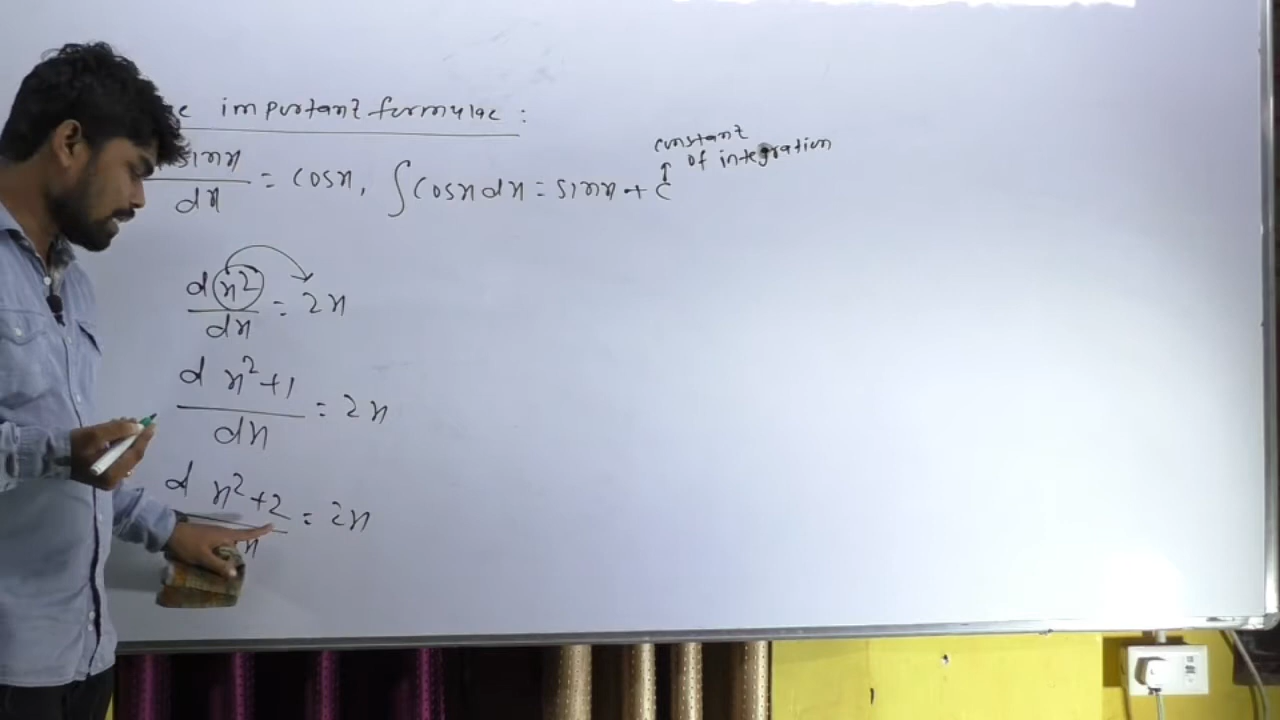 important formulae :
sinx
dx = cosx, ∫cosx dx = sinx + c
constant
of integration
d x²
dx = 2x
d x²+1
dx = 2x
d x²+2
x = 2x